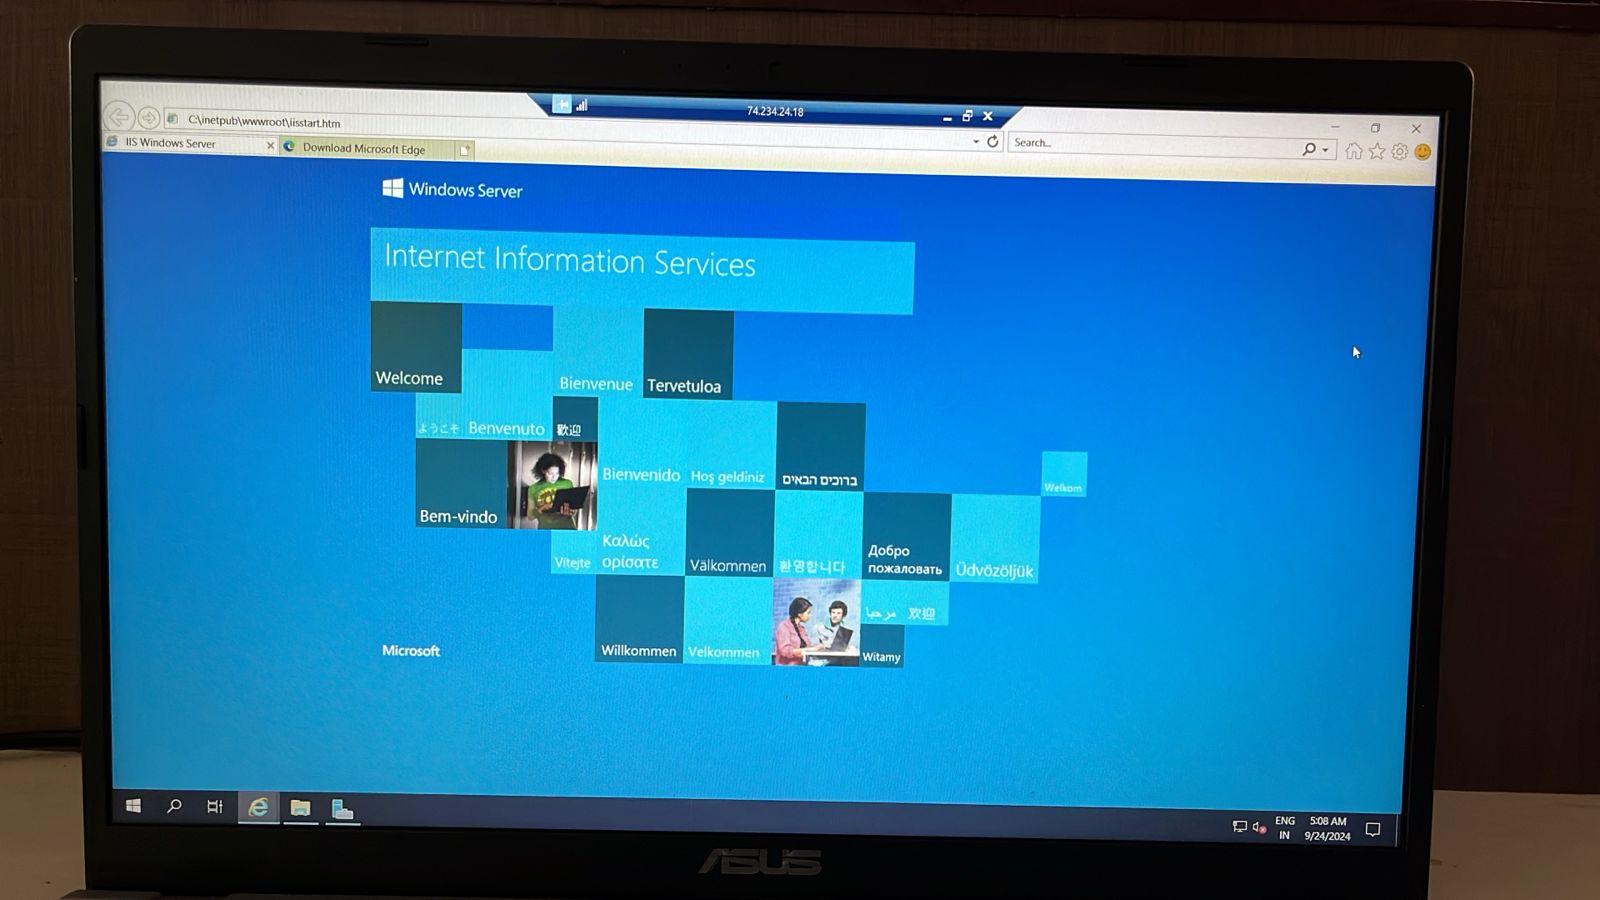 74.234.24.18
C:\inetpub\wwwroot\iisstart.htm
Search...
IIS Windows Server
Download Microsoft Edge
Windows Server
Internet Information Services
Welcome
Bienvenue
Tervetuloa
ようこそ
Benvenuto
歡迎
Bienvenido
Hoş geldiniz
ברוכים הבאים
Welkom
Bem-vindo
Vítejte
Καλώς
ορίσατε
Välkommen
환영합니다
Добро
пожаловать
Üdvözöljük
مرحبا
欢迎
Microsoft
Willkommen
Velkommen
Witamy
ENG
IN
5:08 AM
9/24/2024
ASUS